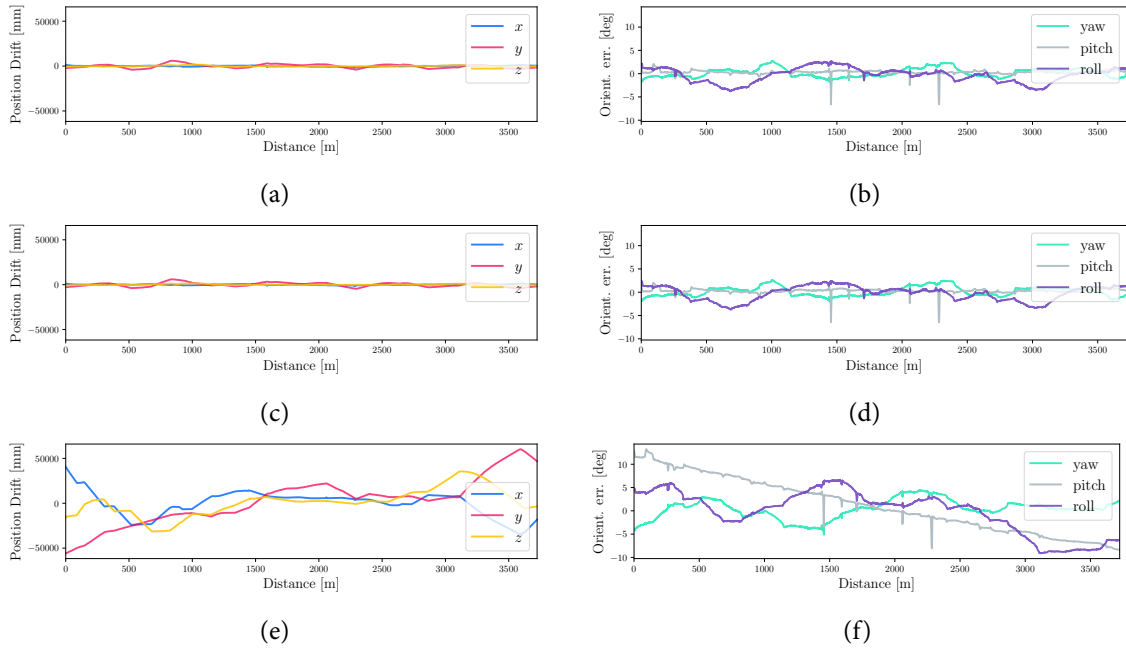 Position Drift [mm]
50000
0
−50000
0 500 1000 1500 2000 2500 3000 3500
Distance [m]
x
y
z
(a)
Orient. err. [deg]
10
5
0
−5
−10
0 500 1000 1500 2000 2500 3000 3500
Distance [m]
yaw
pitch
roll
(b)
Position Drift [mm]
50000
0
−50000
0 500 1000 1500 2000 2500 3000 3500
Distance [m]
x
y
z
(c)
Orient. err. [deg]
10
5
0
−5
−10
0 500 1000 1500 2000 2500 3000 3500
Distance [m]
yaw
pitch
roll
(d)
Position Drift [mm]
50000
0
−50000
0 500 1000 1500 2000 2500 3000 3500
Distance [m]
x
y
z
(e)
Orient. err. [deg]
10
5
0
−5
−10
0 500 1000 1500 2000 2500 3000 3500
Distance [m]
yaw
pitch
roll
(f)